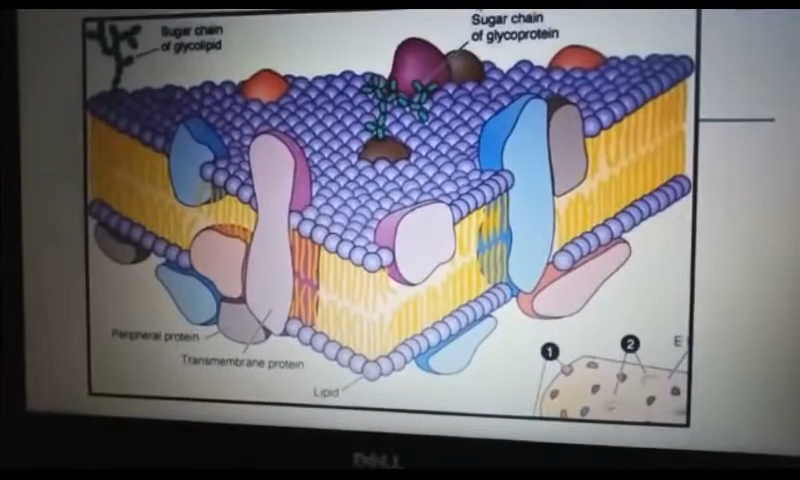 Sugar chain
of glycolipid
Sugar chain
of glycoprotein
Peripheral protein
Transmembrane protein
Lipid
1
2
E
DELL